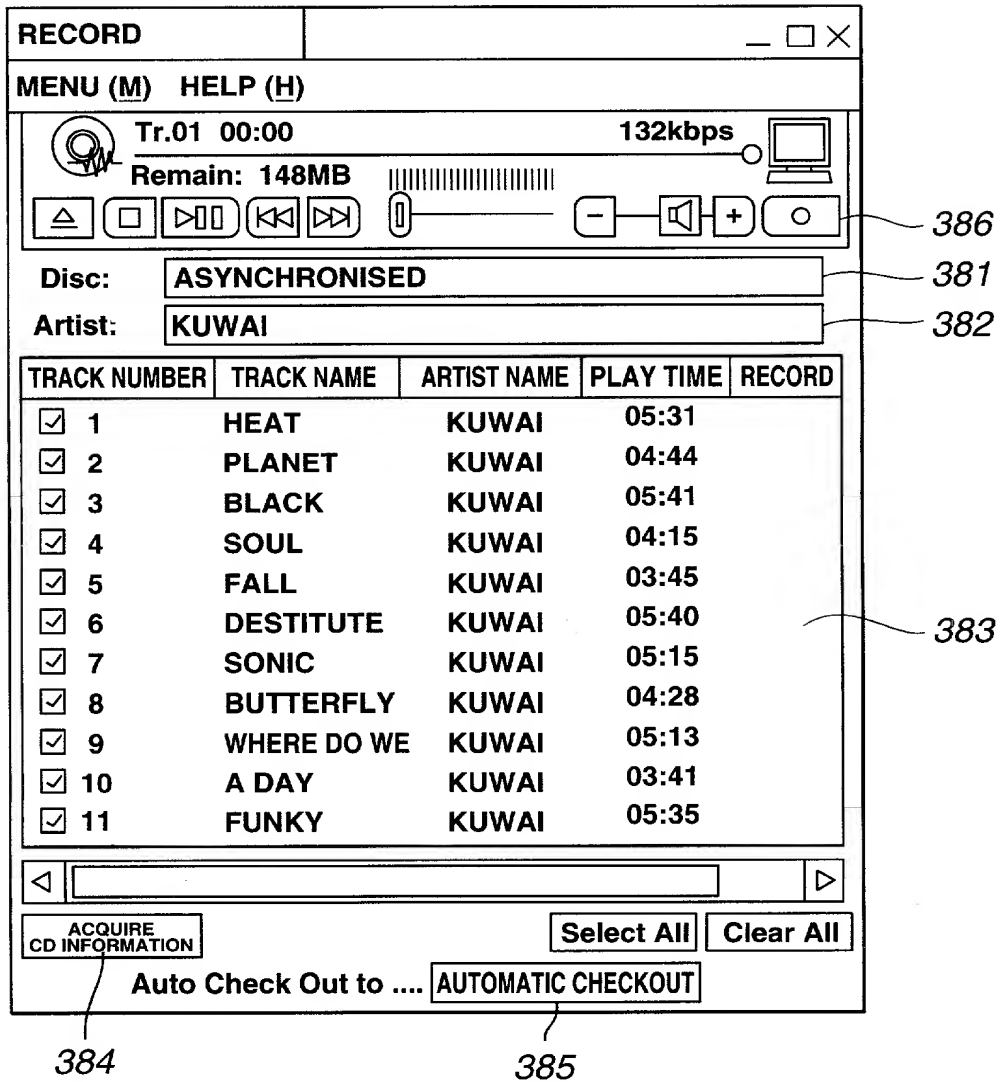 RECORD
MENU (M) HELP (H)
Tr.01 00:00 132kbps
Remain: 148MB
386
Disc: ASYNCHRONISED 381
Artist: KUWAI 382
TRACK NUMBER TRACK NAME ARTIST NAME PLAY TIME RECORD
1 HEAT KUWAI 05:31
2 PLANET KUWAI 04:44
3 BLACK KUWAI 05:41
4 SOUL KUWAI 04:15
5 FALL KUWAI 03:45
6 DESTITUTE KUWAI 05:40 383
7 SONIC KUWAI 05:15
8 BUTTERFLY KUWAI 04:28
9 WHERE DO WE KUWAI 05:13
10 A DAY KUWAI 03:41
11 FUNKY KUWAI 05:35
ACQUIRE
CD INFORMATION Select All Clear All
Auto Check Out to .... AUTOMATIC CHECKOUT
384 385